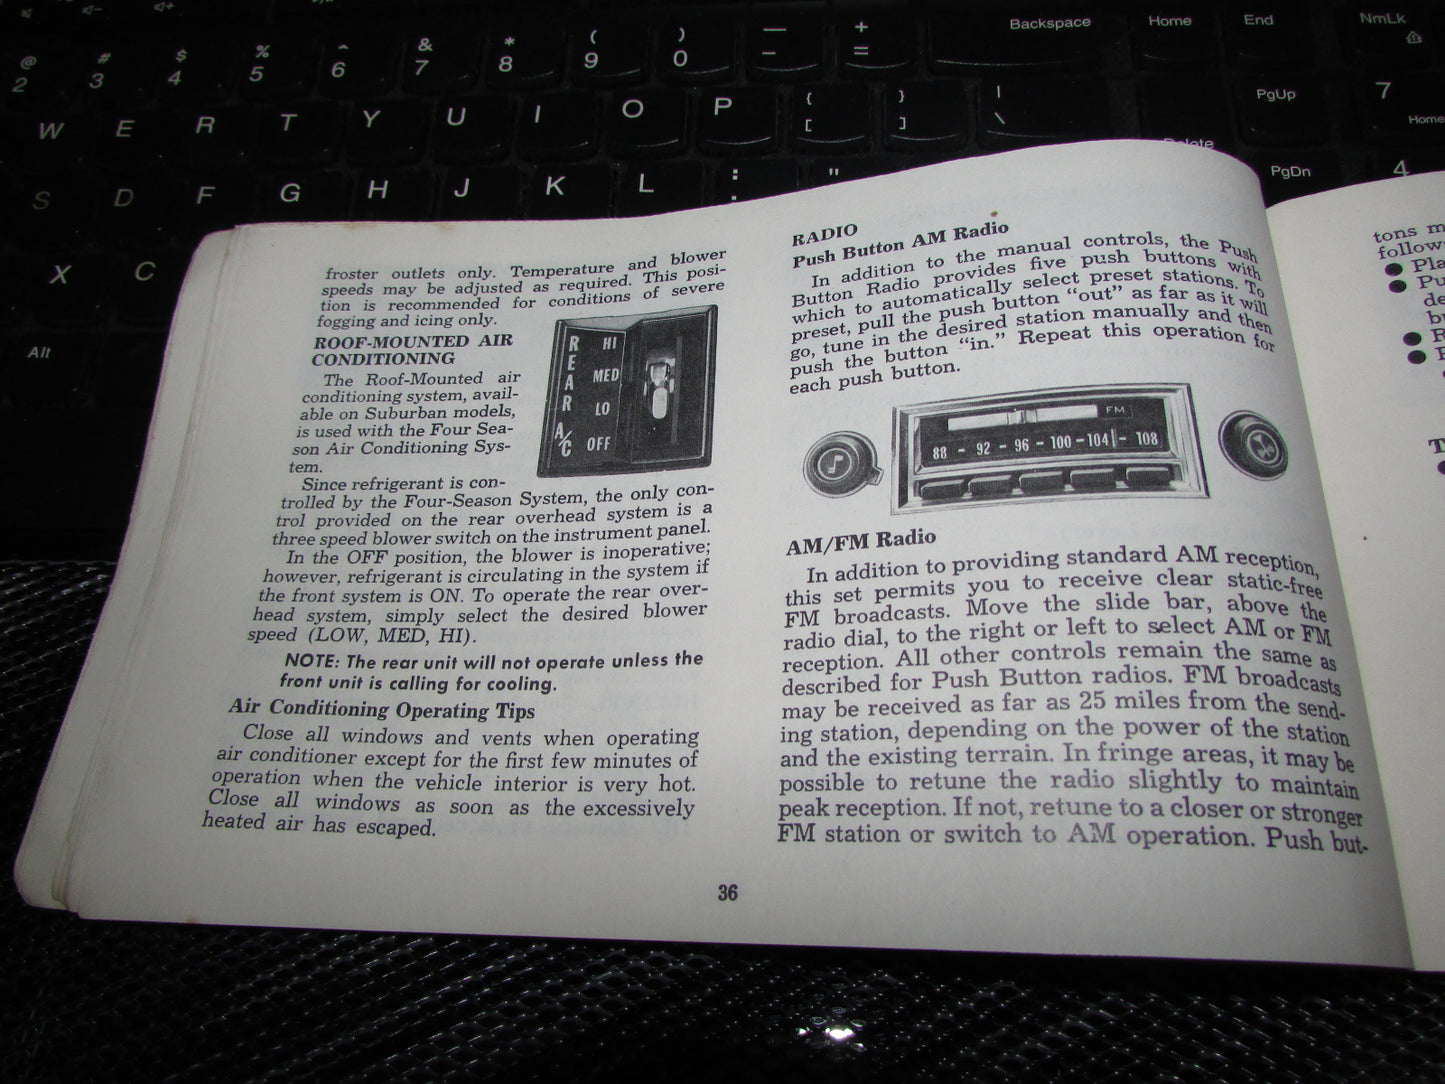 @ # $ % ^ & * ( ) — +
2 3 4 5 6 7 8 9 0 - = Backspace Home End NmLk
W E R T Y U I O P { [ } ] | \ PgUp 7 Home
S D F G H J K L : " PgDn 4
X C
Alt
froster outlets only. Temperature and blower
speeds may be adjusted as required. This posi-
tion is recommended for conditions of severe
fogging and icing only.
ROOF-MOUNTED AIR
CONDITIONING
The Roof-Mounted air
conditioning system, avail-
able on Suburban models,
is used with the Four Sea-
son Air Conditioning Sys-
tem.
REAR A/C
HI
MED
LO
OFF
Since refrigerant is con-
trolled by the Four-Season System, the only con-
trol provided on the rear overhead system is a
three speed blower switch on the instrument panel.
In the OFF position, the blower is inoperative;
however, refrigerant is circulating in the system if
the front system is ON. To operate the rear over-
head system, simply select the desired blower
speed (LOW, MED, HI).
NOTE: The rear unit will not operate unless the
front unit is calling for cooling.
Air Conditioning Operating Tips
Close all windows and vents when operating
air conditioner except for the first few minutes of
operation when the vehicle interior is very hot.
Close all windows as soon as the excessively
heated air has escaped.
RADIO
Push Button AM Radio
In addition to the manual controls, the Push
Button Radio provides five push buttons with
which to automatically select preset stations. To
preset, pull the push button "out" as far as it will
go, tune in the desired station manually and then
push the button "in." Repeat this operation for
each push button.
FM
88 - 92 - 96 - 100 - 104 - 108
AM/FM Radio
In addition to providing standard AM reception,
this set permits you to receive clear static-free
FM broadcasts. Move the slide bar, above the
radio dial, to the right or left to select AM or FM
reception. All other controls remain the same as
described for Push Button radios. FM broadcasts
may be received as far as 25 miles from the send-
ing station, depending on the power of the station
and the existing terrain. In fringe areas, it may be
possible to retune the radio slightly to maintain
peak reception. If not, retune to a closer or stronger
FM station or switch to AM operation. Push but-
36
tons m
follow
● Pla
● Pu
de